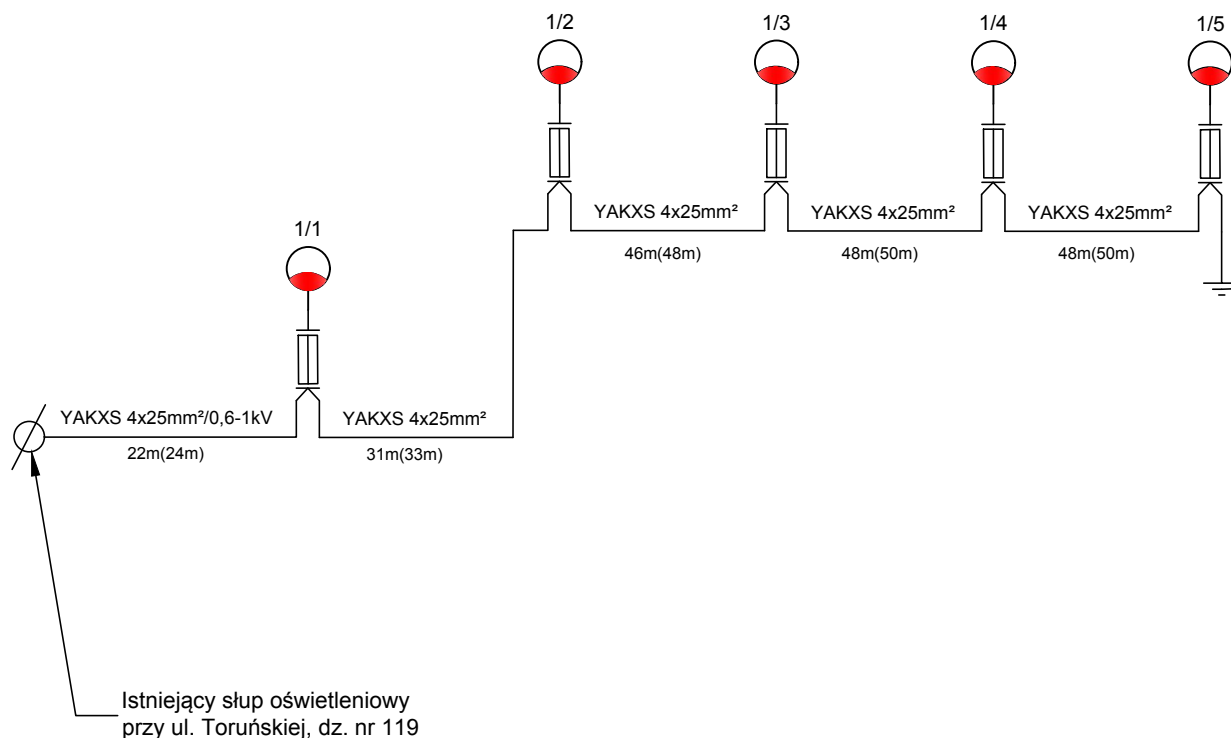 1/2
1/3
1/4
1/5
YAKXS 4x25mm²
YAKXS 4x25mm²
YAKXS 4x25mm²
46m(48m)
48m(50m)
48m(50m)
1/1
YAKXS 4x25mm²/0,6-1kV
YAKXS 4x25mm²
22m(24m)
31m(33m)
Istniejący słup oświetleniowy
przy ul. Toruńskiej, dz. nr 119